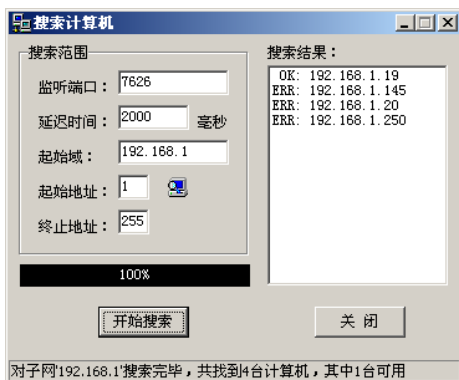 搜索计算机
搜索范围
监听端口： 7626
延迟时间： 2000 毫秒
起始域： 192.168.1
起始地址： 1
终止地址： 255
100%
开始搜索
搜索结果：
OK: 192.168.1.19
ERR: 192.168.1.145
ERR: 192.168.1.20
ERR: 192.168.1.250
关 闭
对子网'192.168.1'搜索完毕，共找到4台计算机，其中1台可用